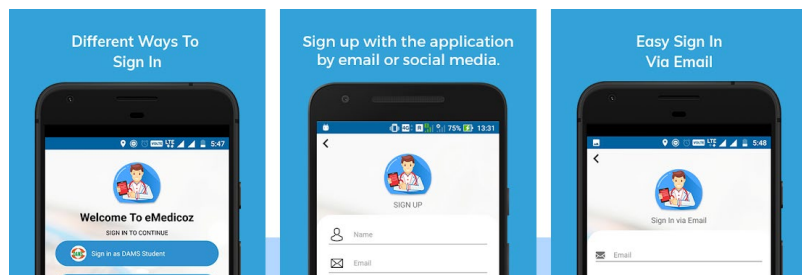 Different Ways To
Sign In
5:47
Welcome To eMedicoz
SIGN IN TO CONTINUE
Sign in as DAMS Student
Sign up with the application
by email or social media.
75% 13:31
SIGN UP
Name
Email
Easy Sign In
Via Email
LTE 5:48
Sign In via Email
Email